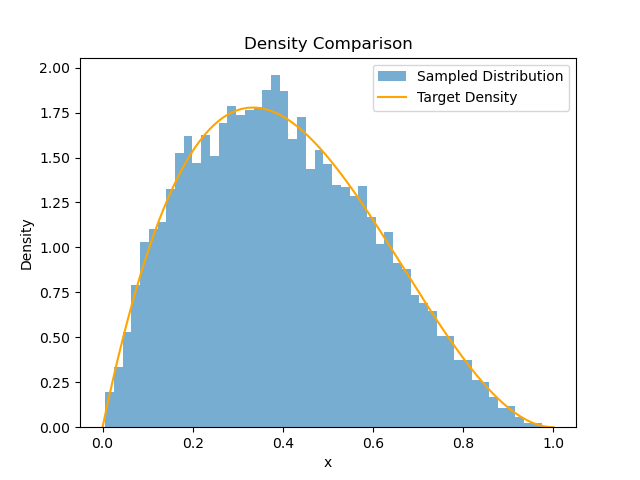 Density Comparison
Sampled Distribution
Target Density
Density
2.00
1.75
1.50
1.25
1.00
0.75
0.50
0.25
0.00
0.0 0.2 0.4 0.6 0.8 1.0
x